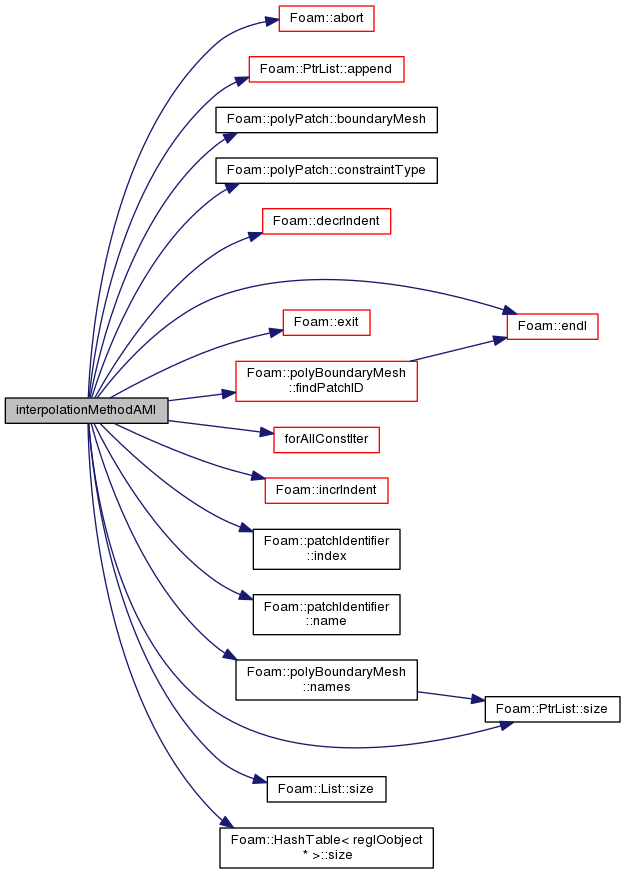 Foam::abort
Foam::PtrList::append
Foam::polyPatch::boundaryMesh
Foam::polyPatch::constraintType
Foam::decrIndent
Foam::exit
Foam::endl
Foam::polyBoundaryMesh
::findPatchID
interpolationMethodAMI
forAllConstIter
Foam::incrIndent
Foam::patchIdentifier
::index
Foam::patchIdentifier
::name
Foam::polyBoundaryMesh
::names
Foam::PtrList::size
Foam::List::size
Foam::HashTable< regIOobject
* >::size